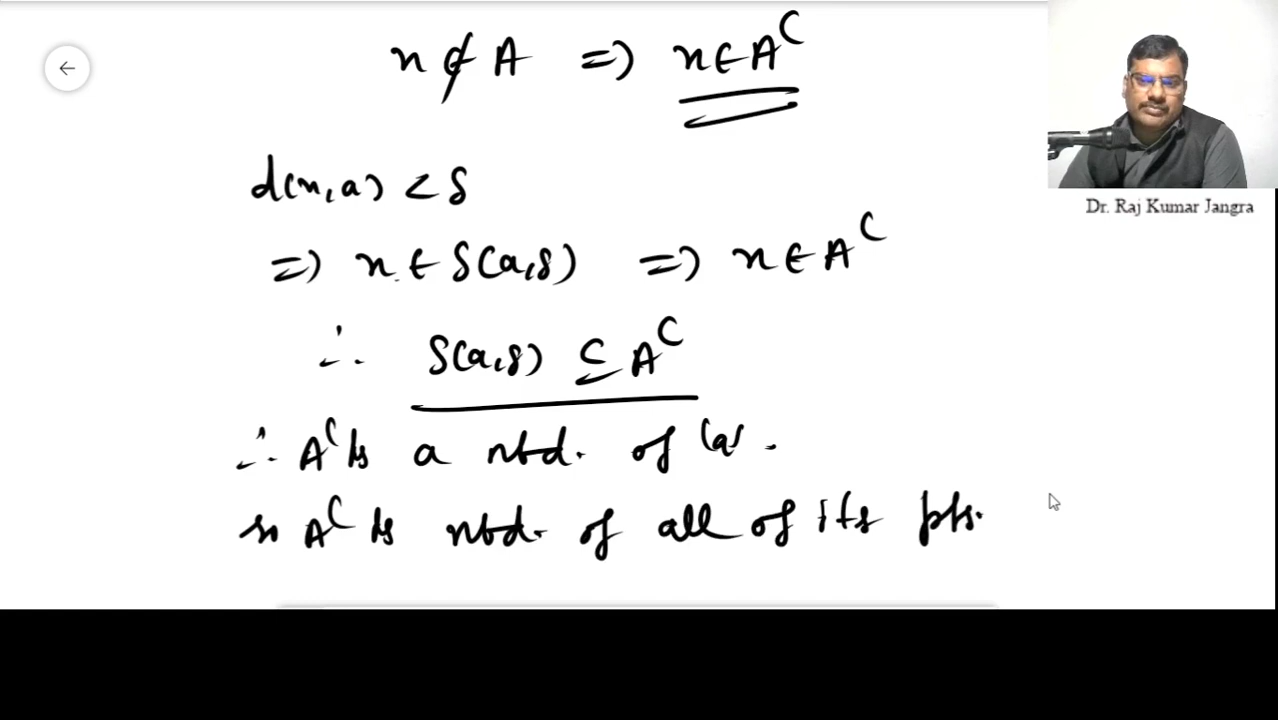 x ∉ A => x ∈ A^C
d(x,a) < δ
=> x ∈ S(a,δ) => x ∈ A^C
∴ S(a,δ) ⊆ A^C
∴ A^C is a nbd. of 'a'.
so A^C is nbd. of all of its pts.
Dr. Raj Kumar Jangra